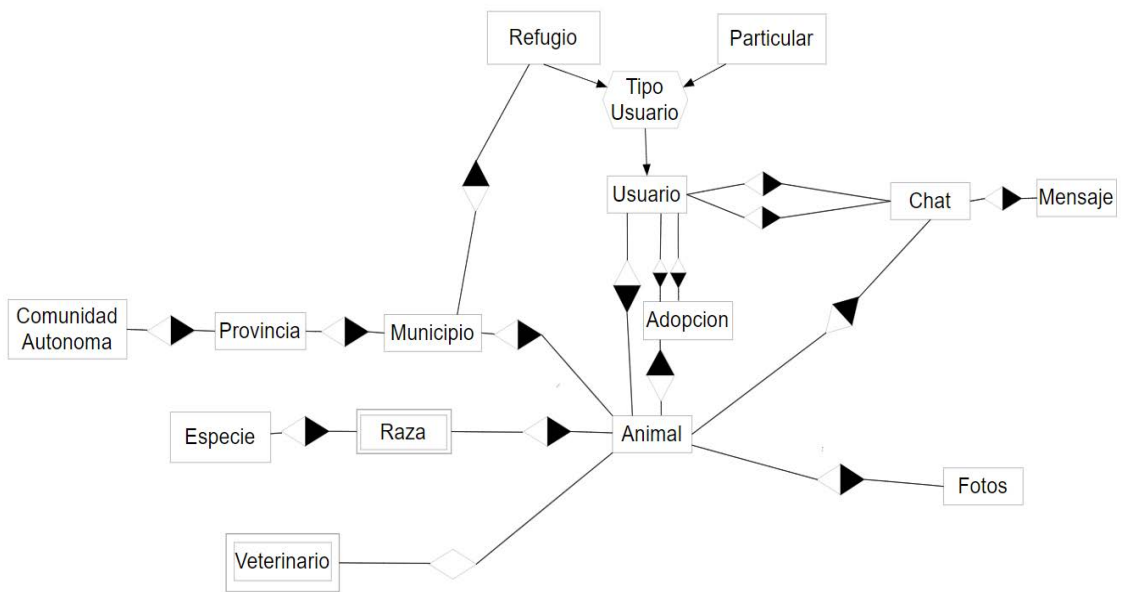 Refugio
Particular
Tipo
Usuario
Usuario
Chat
Mensaje
Comunidad
Autonoma
Provincia
Municipio
Adopcion
Especie
Raza
Animal
Fotos
Veterinario